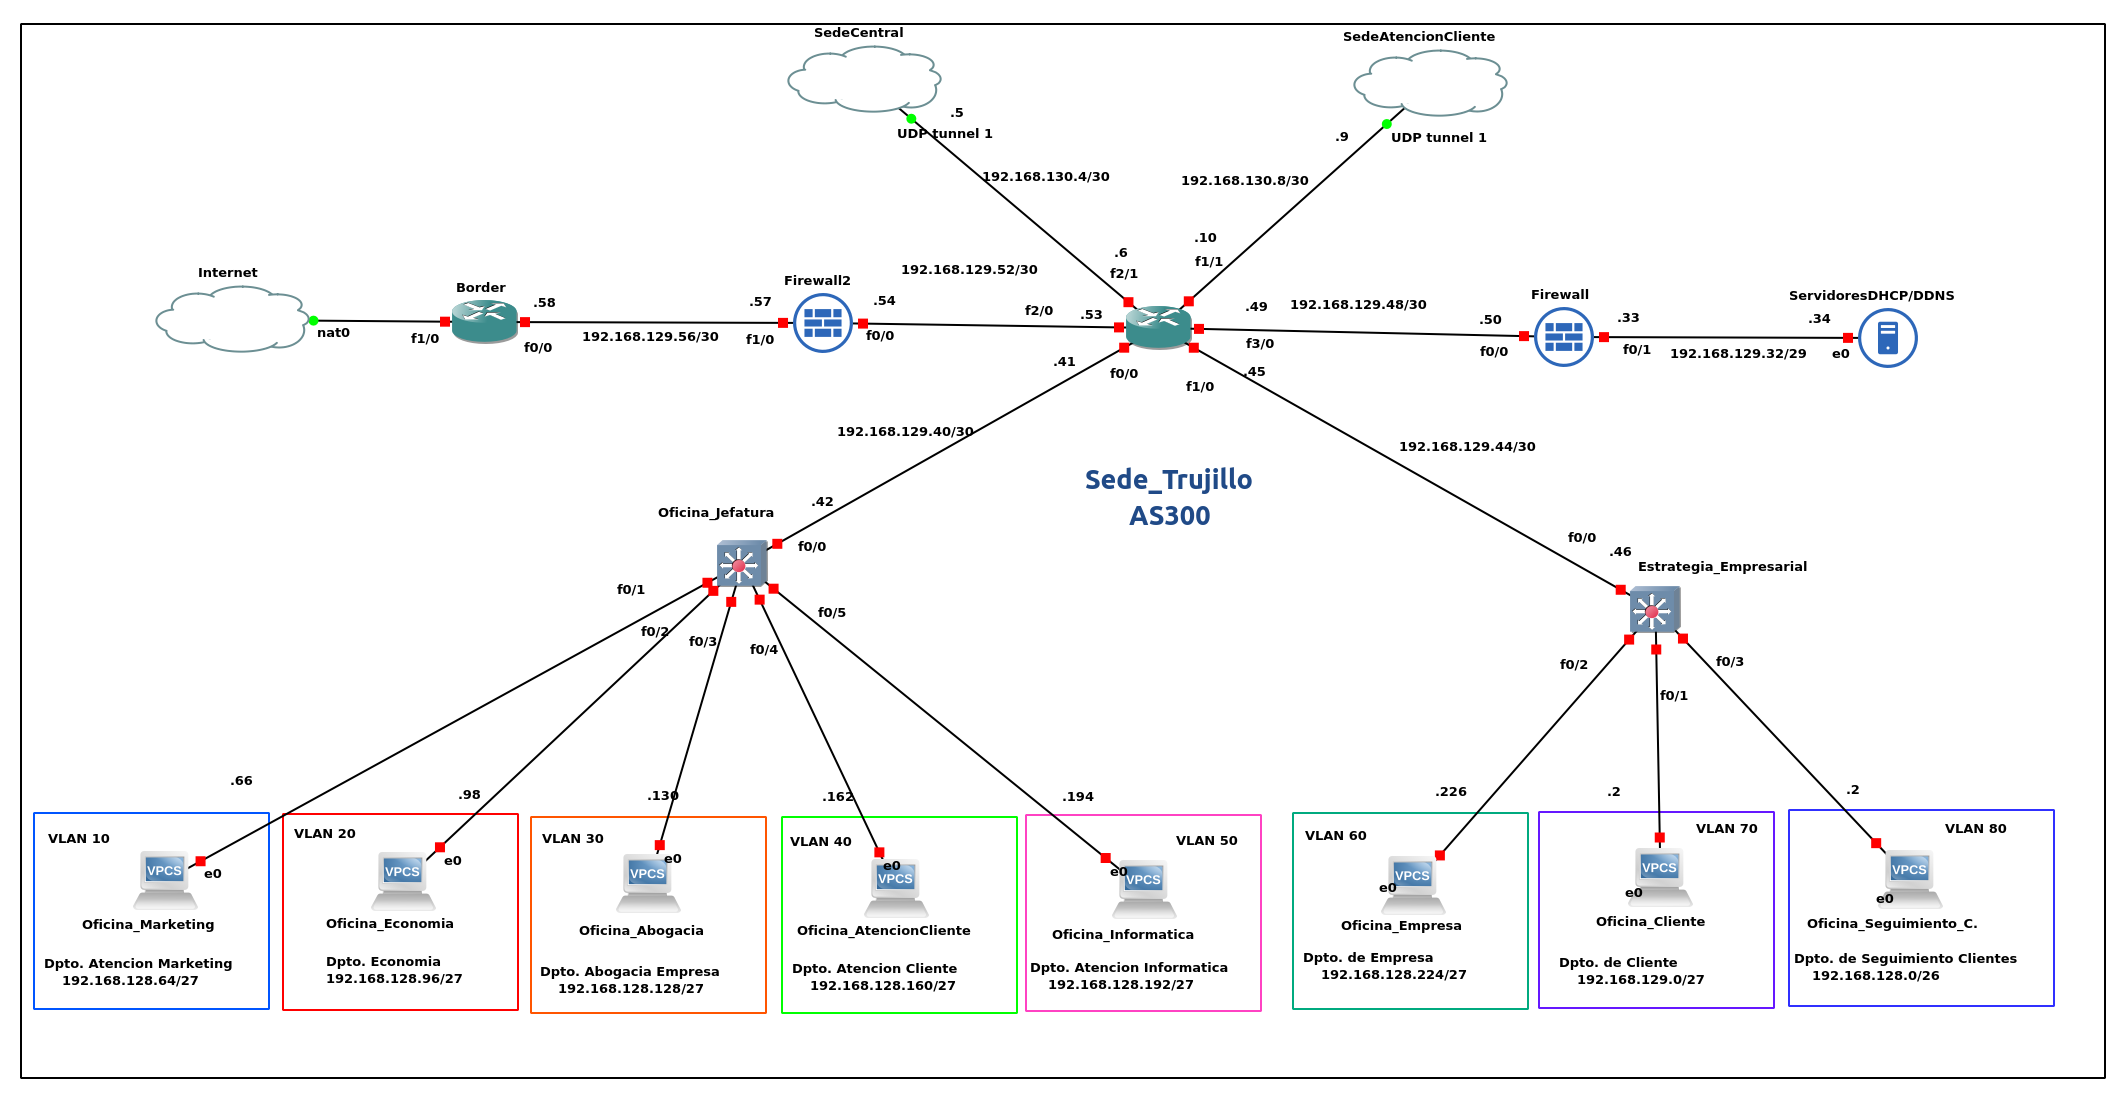 SedeCentral
SedeAtencionCliente
.5
UDP tunnel 1
.9
UDP tunnel 1
192.168.130.4/30
192.168.130.8/30
.6
f2/1
.10
f1/1
Internet
nat0
Border
f1/0
.58
f0/0
192.168.129.56/30
Firewall2
.57
f1/0
.54
f0/0
192.168.129.52/30
f2/0
.53
.49
f3/0
192.168.129.48/30
Firewall
.50
f0/0
.33
f0/1
192.168.129.32/29
ServidoresDHCP/DDNS
.34
e0
.41
f0/0
f1/0
.45
192.168.129.40/30
192.168.129.44/30
Sede_Trujillo
AS300
.42
f0/0
Oficina_Jefatura
f0/0
.46
Estrategia_Empresarial
f0/1
f0/2
f0/3
f0/4
f0/5
f0/2
f0/1
f0/3
.66
.98
.130
.162
.194
.226
.2
.2
VLAN 10
VPCS
e0
Oficina_Marketing
Dpto. Atencion Marketing
192.168.128.64/27
VLAN 20
VPCS
e0
Oficina_Economia
Dpto. Economia
192.168.128.96/27
VLAN 30
VPCS
e0
Oficina_Abogacia
Dpto. Abogacia Empresa
192.168.128.128/27
VLAN 40
VPCS
e0
Oficina_AtencionCliente
Dpto. Atencion Cliente
192.168.128.160/27
VLAN 50
VPCS
e0
Oficina_Informatica
Dpto. Atencion Informatica
192.168.128.192/27
VLAN 60
VPCS
e0
Oficina_Empresa
Dpto. de Empresa
192.168.128.224/27
VLAN 70
VPCS
e0
Oficina_Cliente
Dpto. de Cliente
192.168.129.0/27
VLAN 80
VPCS
e0
Oficina_Seguimiento_C.
Dpto. de Seguimiento Clientes
192.168.128.0/26